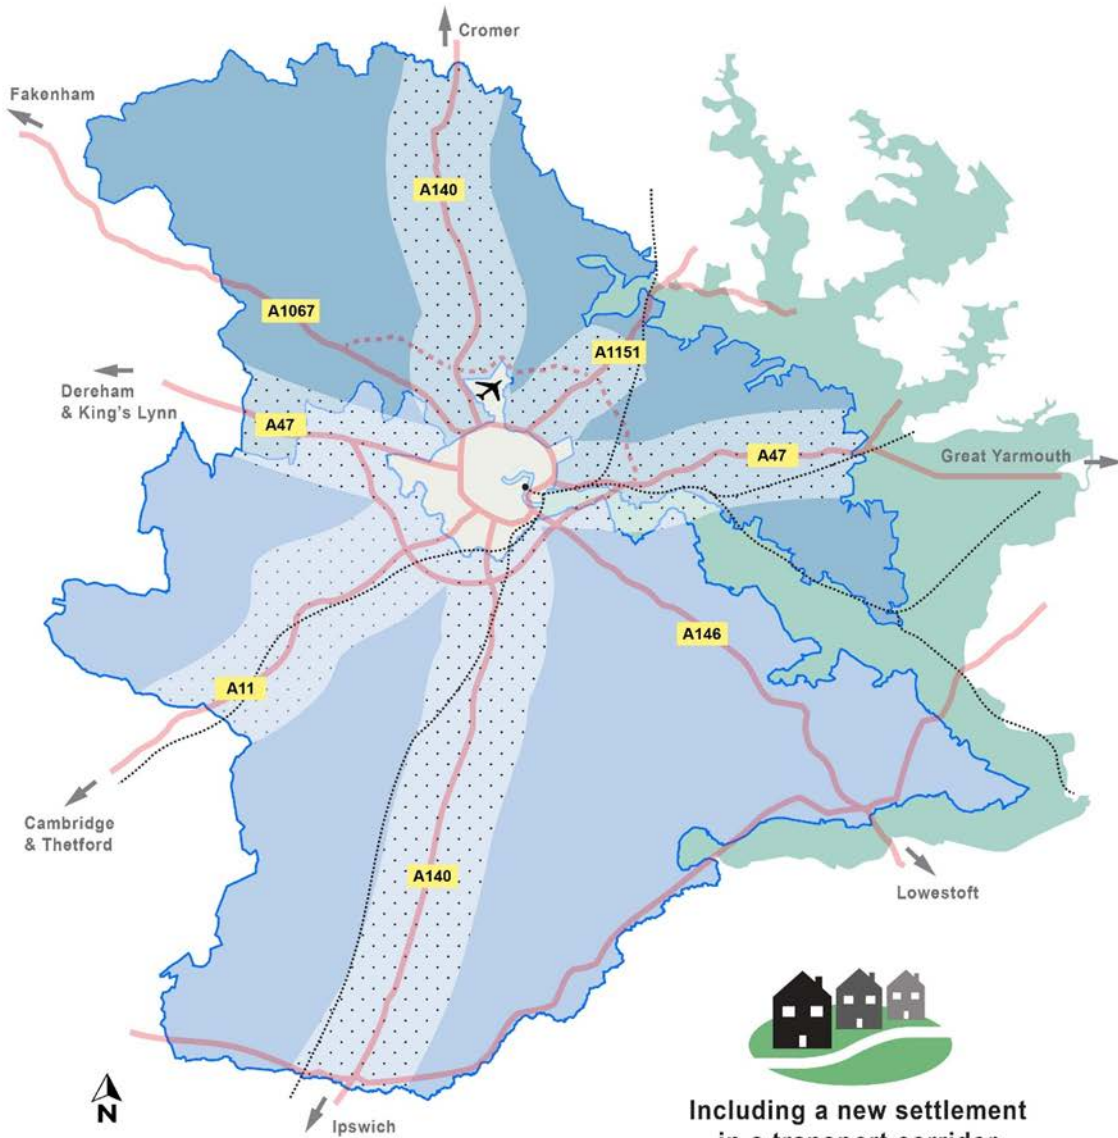 Cromer
Fakenham
A140
A1067
A1151
Dereham
& King's Lynn
A47
A47
Great Yarmouth
A146
A11
Cambridge
& Thetford
A140
Lowestoft
N
Ipswich
Including a new settlement
in a transport corridor